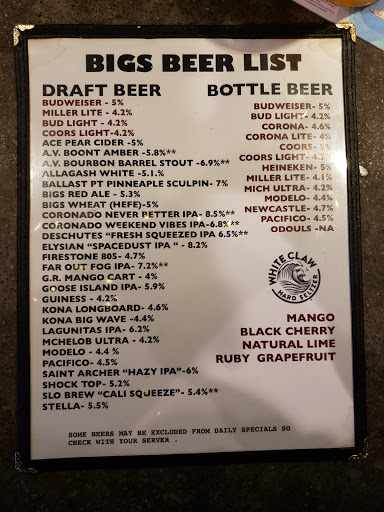 BIGS BEER LIST
DRAFT BEER
BUDWEISER - 5%
MILLER LITE - 4.2%
BUD LIGHT - 4.2%
COORS LIGHT-4.2%
ACE PEAR CIDER -5%
A.V. BOONT AMBER -5.8%**
A.V. BOURBON BARREL STOUT -6.9%**
ALLAGASH WHITE -5.1.%
BALLAST PT PINNEAPLE SCULPIN- 7%
BIGS RED ALE - 5.3%
BIGS WHEAT (HEFE)-5%
CORONADO NEVER BETTER IPA- 8.5%**
CORONADO WEEKEND VIBES IPA-6.8%**
DESCHUTES "FRESH SQUEEZED IPA 6.5%**
ELYSIAN "SPACEDUST IPA " - 8.2%
FIRESTONE 805- 4.7%
FAR OUT FOG IPA- 7.2%**
G.R. MANGO CART - 4%
GOOSE ISLAND IPA- 5.9%
GUINESS - 4.2%
KONA LONGBOARD- 4.6%
KONA BIG WAVE -4.4%
LAGUNITAS IPA- 6.2%
MCHELOB ULTRA - 4.2%
MODELO - 4.4 %
PACIFICO- 4.5%
SAINT ARCHER "HAZY IPA"-6%
SHOCK TOP- 5.2%
SLO BREW "CALI SQUEEZE"- 5.4%**
STELLA- 5.5%
BOTTLE BEER
BUDWEISER- 5%
BUD LIGHT- 4.2%
CORONA- 4.6%
CORONA LITE- 4%
COORS- 5%
COORS LIGHT- 4.2%
HEINEKEN- 5%
MILLER LITE- 4.1%
MICH ULTRA- 4.2%
MODELO- 4.4%
NEWCASTLE- 4.7%
PACIFICO- 4.5%
ODOULS -NA
WHITE CLAW
HARD SELTZER
MANGO
BLACK CHERRY
NATURAL LIME
RUBY GRAPEFRUIT
SOME BEERS MAY BE EXCLUDED FROM DAILY SPECIALS SO
CHECK WITH YOUR SERVER .